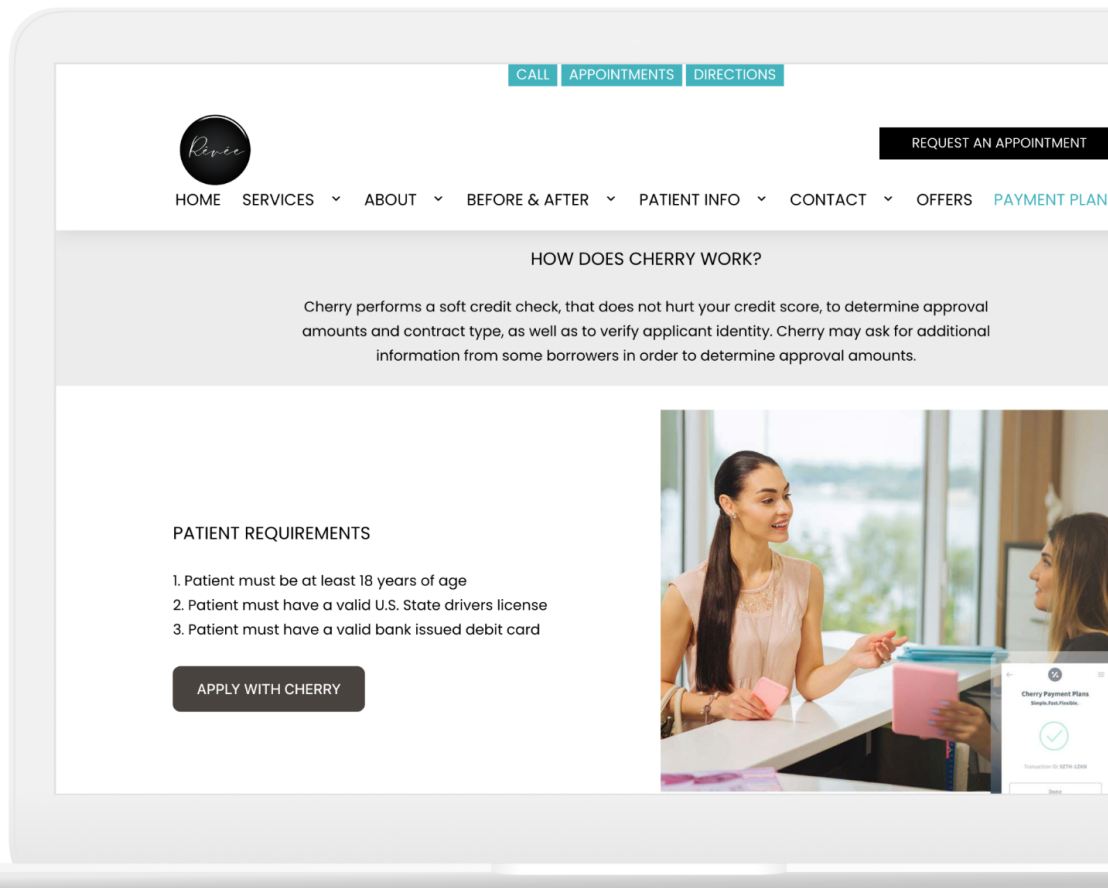 CALL APPOINTMENTS DIRECTIONS
Rênée
REQUEST AN APPOINTMENT
HOME SERVICES ABOUT BEFORE & AFTER PATIENT INFO CONTACT OFFERS PAYMENT PLAN
HOW DOES CHERRY WORK?
Cherry performs a soft credit check, that does not hurt your credit score, to determine approval
amounts and contract type, as well as to verify applicant identity. Cherry may ask for additional
information from some borrowers in order to determine approval amounts.
PATIENT REQUIREMENTS
1. Patient must be at least 18 years of age
2. Patient must have a valid U.S. State drivers license
3. Patient must have a valid bank issued debit card
APPLY WITH CHERRY
Cherry Payment Plans
Simple.Fast.Flexible.
Transaction ID
Done